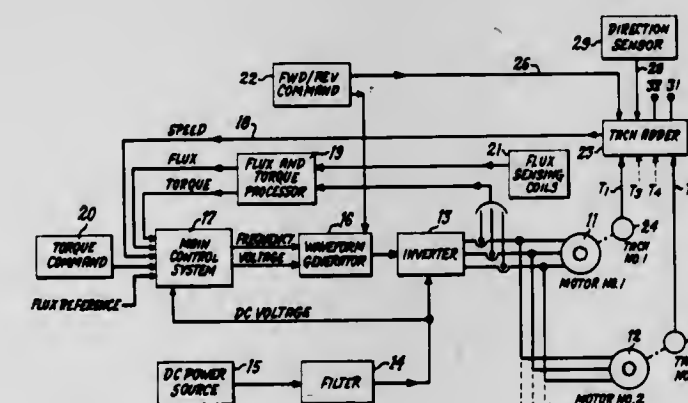 DIRECTION
SENSOR
29
28
22
FWD/REV
COMMAND
26
32 31
SPEED
18
TACH ADDER
23
FLUX
19
FLUX AND
TORQUE
PROCESSOR
21
FLUX
SENSING
COILS
TORQUE
T1
T3
T4
20
TORQUE
COMMAND
17
MAIN
CONTROL
SYSTEM
FREQUENCY
VOLTAGE
16
WAVEFORM
GENERATOR
13
INVERTER
11
MOTOR NO.1
24
TACH
NO.1
FLUX REFERENCE
DC VOLTAGE
DC POWER
SOURCE
15
FILTER
14
12
MOTOR NO.2